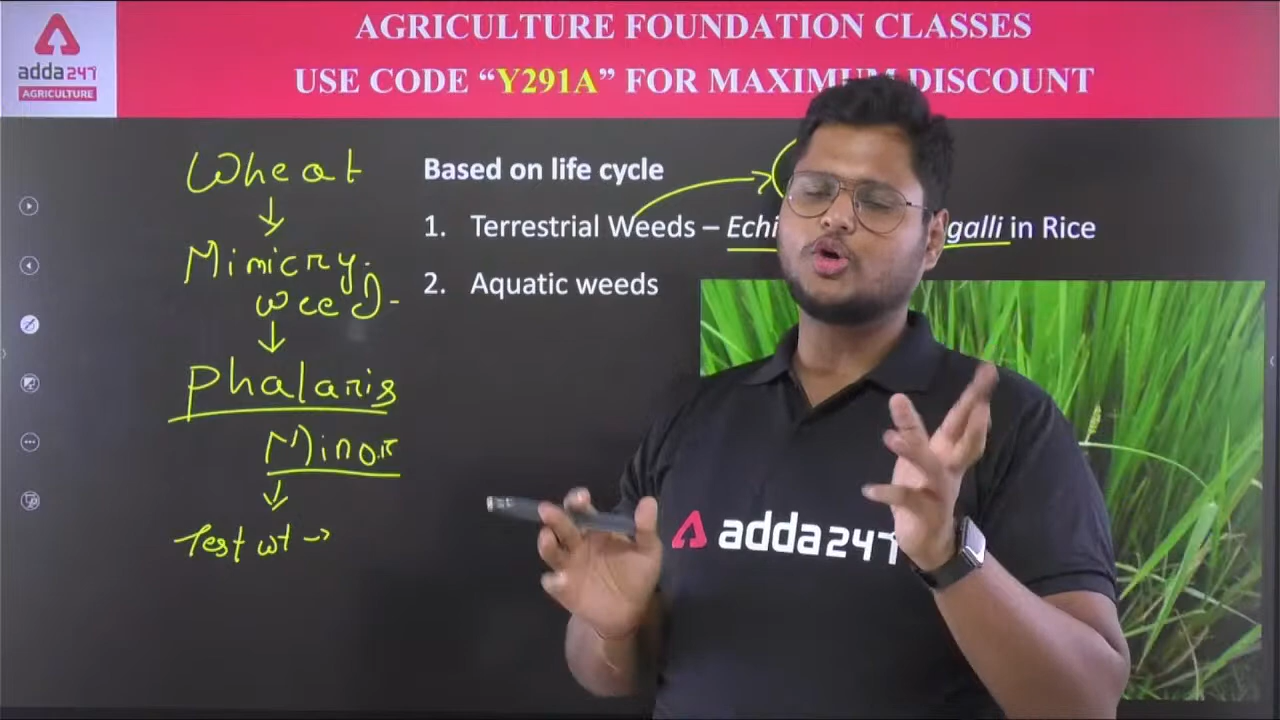 AGRICULTURE FOUNDATION CLASSES
adda247
AGRICULTURE
USE CODE “Y291A” FOR MAXIMUM DISCOUNT
Wheat
Based on life cycle
1. Terrestrial Weeds – Echi galli in Rice
Mimicry
weed-
2. Aquatic weeds
Phalaris
Minor
Test wt →
adda247